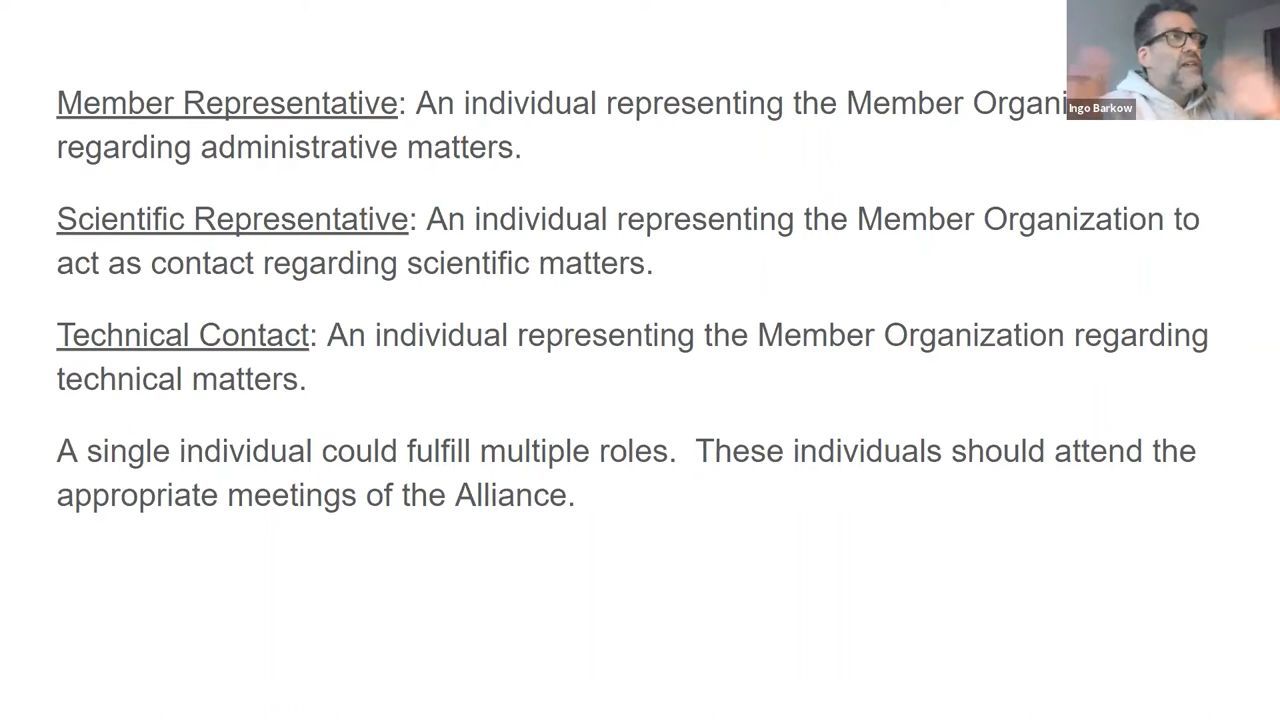 Member Representative: An individual representing the Member Organi
regarding administrative matters.
Scientific Representative: An individual representing the Member Organization to
act as contact regarding scientific matters.
Technical Contact: An individual representing the Member Organization regarding
technical matters.
A single individual could fulfill multiple roles.  These individuals should attend the
appropriate meetings of the Alliance.
Ingo Barkow